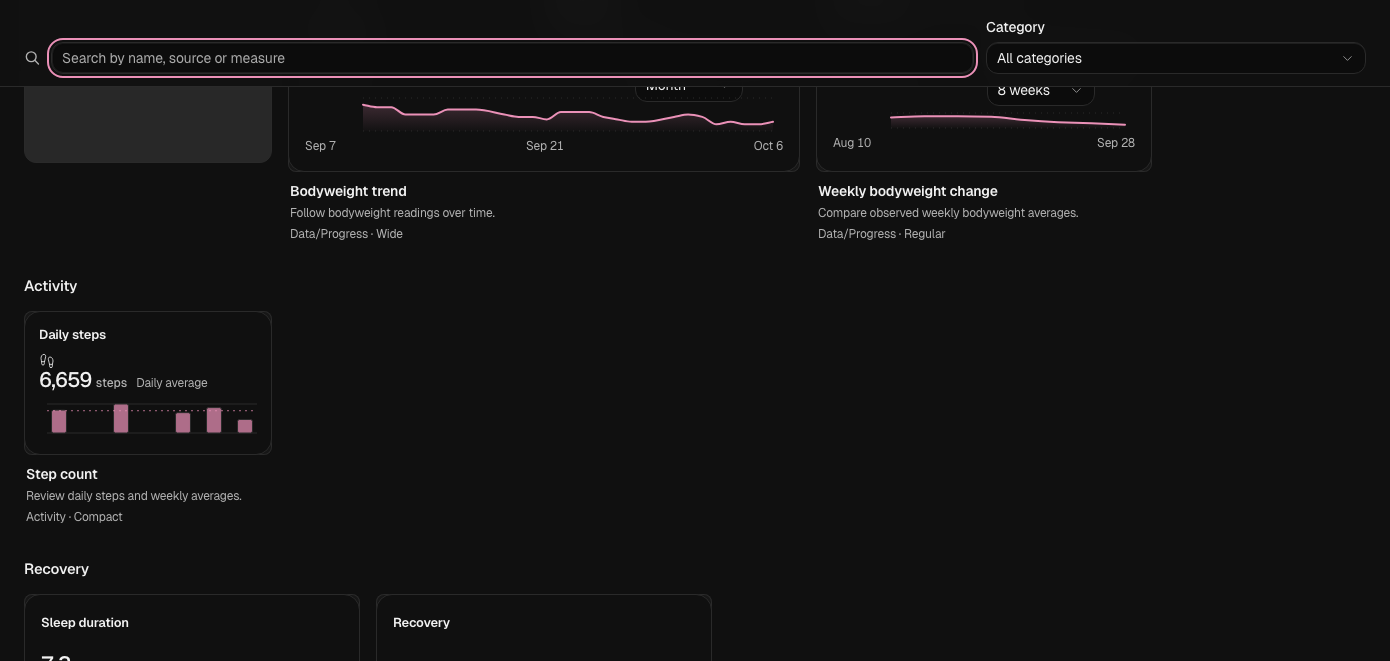 Category
Search by name, source or measure
All categories
Month
8 weeks
Sep 7
Sep 21
Oct 6
Aug 10
Sep 28
Bodyweight trend
Follow bodyweight readings over time.
Data/Progress · Wide
Weekly bodyweight change
Compare observed weekly bodyweight averages.
Data/Progress · Regular
Activity
Daily steps
6,659 steps Daily average
Step count
Review daily steps and weekly averages.
Activity · Compact
Recovery
Sleep duration
Recovery